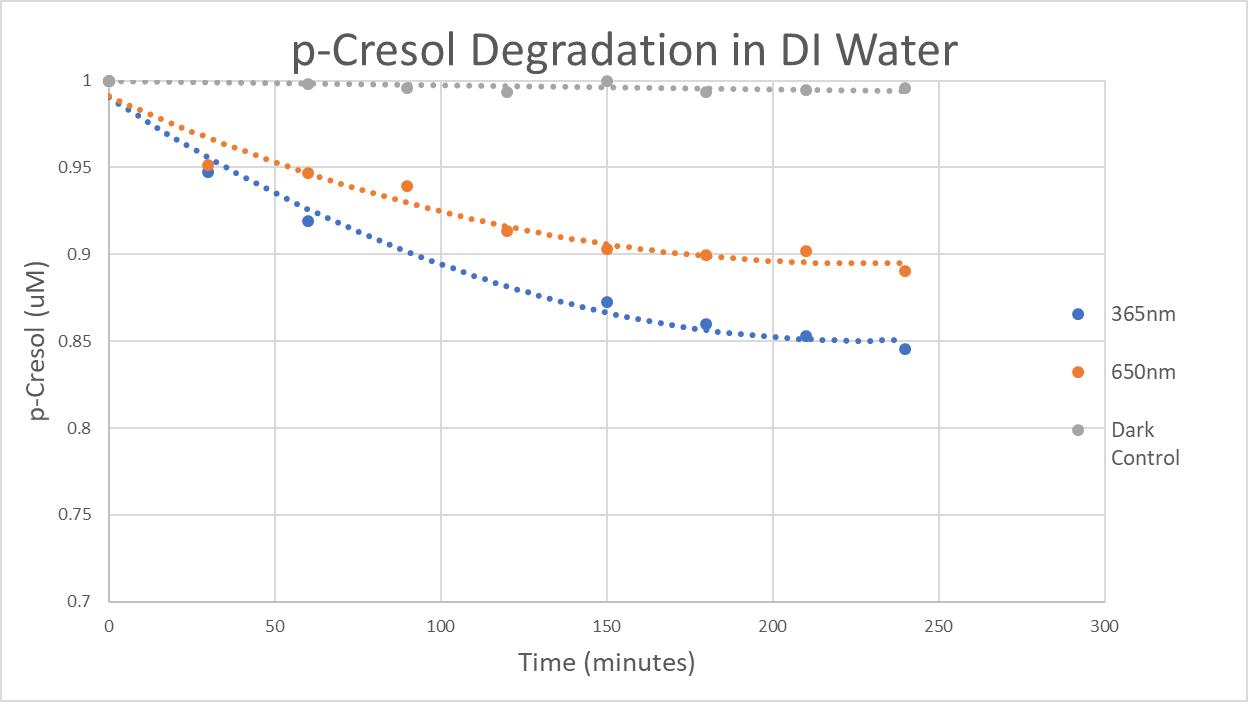 p-Cresol Degradation in DI Water
1
0.95
0.9
0.85
0.8
0.75
0.7
p-Cresol (uM)
0
50
100
150
200
250
300
Time (minutes)
365nm
650nm
Dark
Control